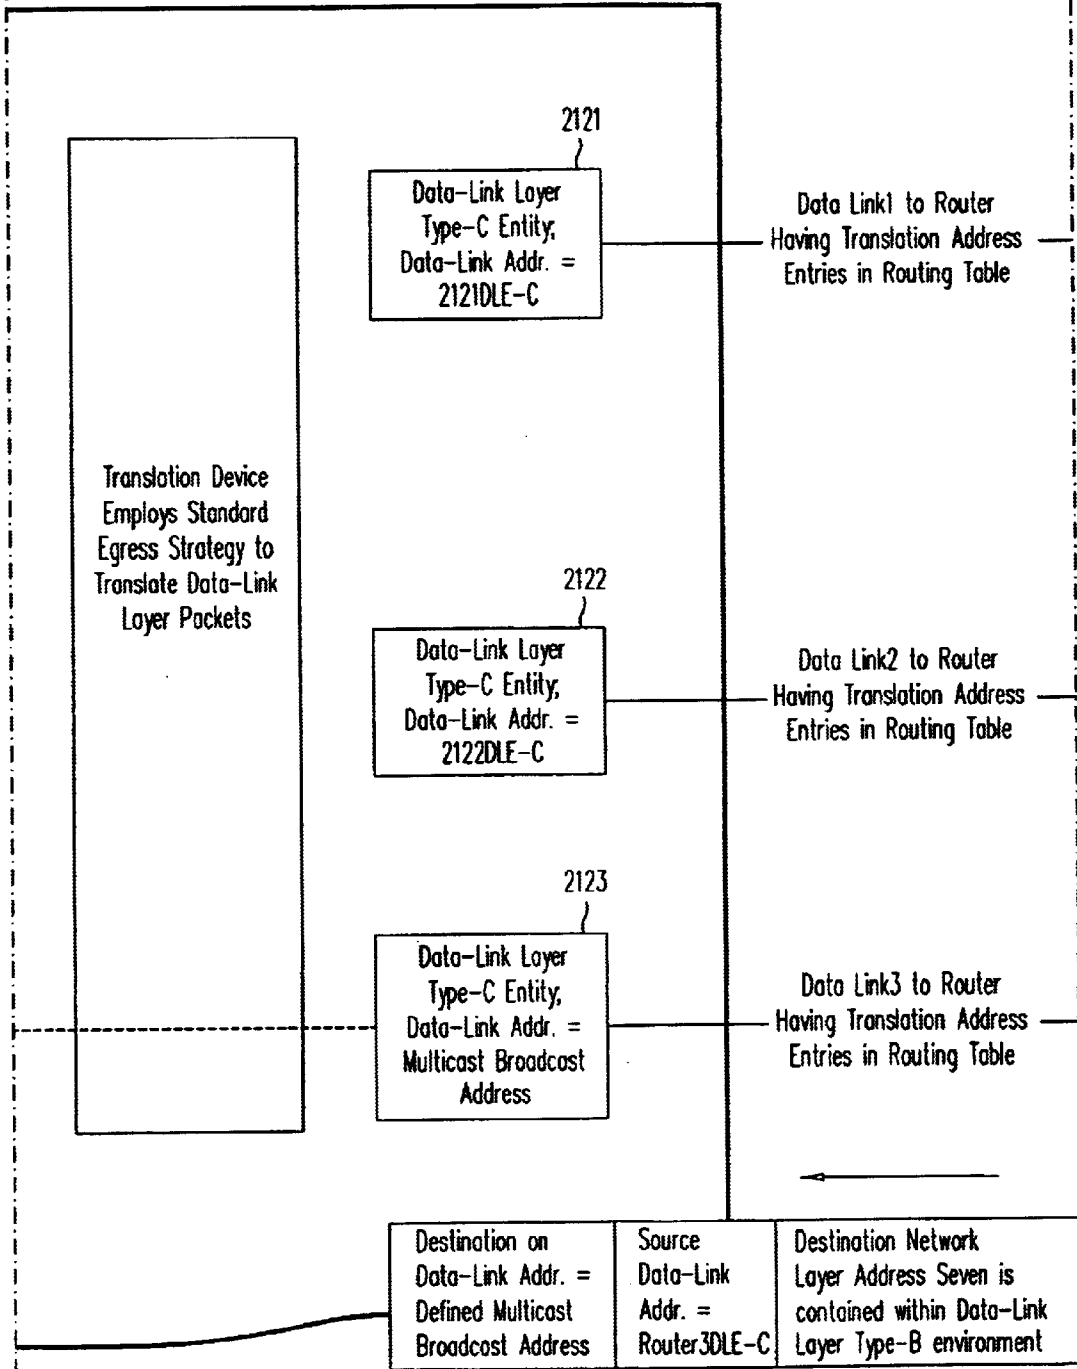 2121
Data-Link Layer
Type-C Entity;
Data-Link Addr. =
2121DLE-C
Data Link1 to Router
Having Translation Address
Entries in Routing Table
Translation Device
Employs Standard
Egress Strategy to
Translate Data-Link
Layer Packets
2122
Data-Link Layer
Type-C Entity;
Data-Link Addr. =
2122DLE-C
Data Link2 to Router
Having Translation Address
Entries in Routing Table
2123
Data-Link Layer
Type-C Entity;
Data-Link Addr. =
Multicast Broadcast
Address
Data Link3 to Router
Having Translation Address
Entries in Routing Table
Destination on
Data-Link Addr. =
Defined Multicast
Broadcast Address
Source
Data-Link
Addr. =
Router3DLE-C
Destination Network
Layer Address Seven is
contained within Data-Link
Layer Type-B environment